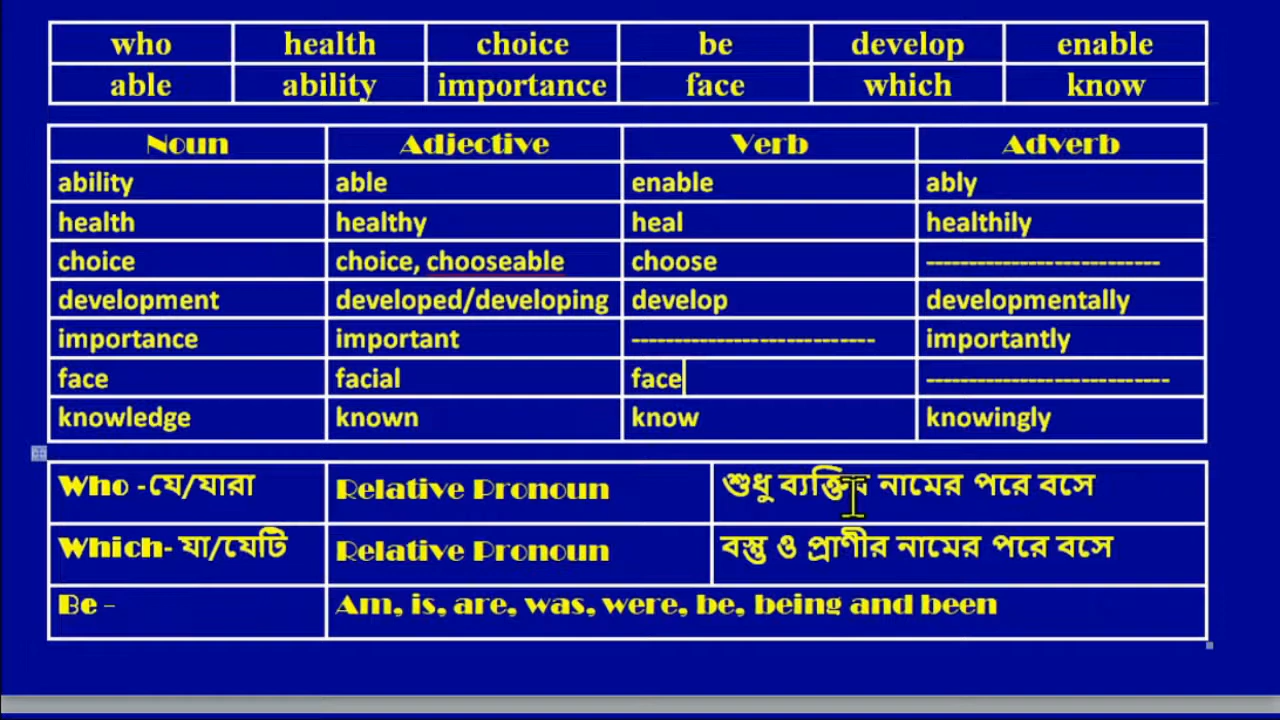 who health choice be develop enable
able ability importance face which know
Noun Adjective Verb Adverb
ability able enable ably
health healthy heal healthily
choice choice, chooseable choose ---------------------------
development developed/developing develop developmentally
importance important ---------------------------- importantly
face facial face ----------------------------
knowledge known know knowingly
Who -যে/যারা Relative Pronoun শুধু ব্যক্তির নামের পরে বসে
Which- যা/যেটি Relative Pronoun বস্তু ও প্রাণীর নামের পরে বসে
Be - Am, is, are, was, were, be, being and been